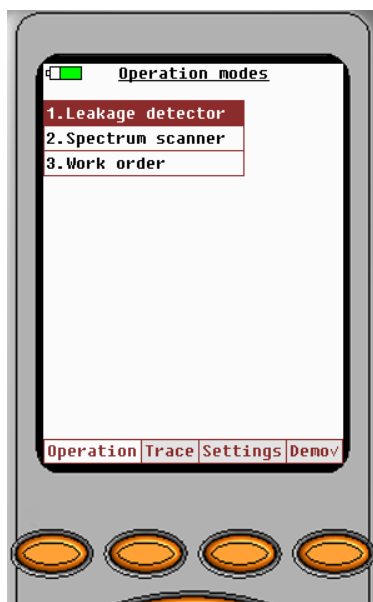 Operation modes
1.Leakage detector
2.Spectrum scanner
3.Work order
Operation Trace Settings Demo√